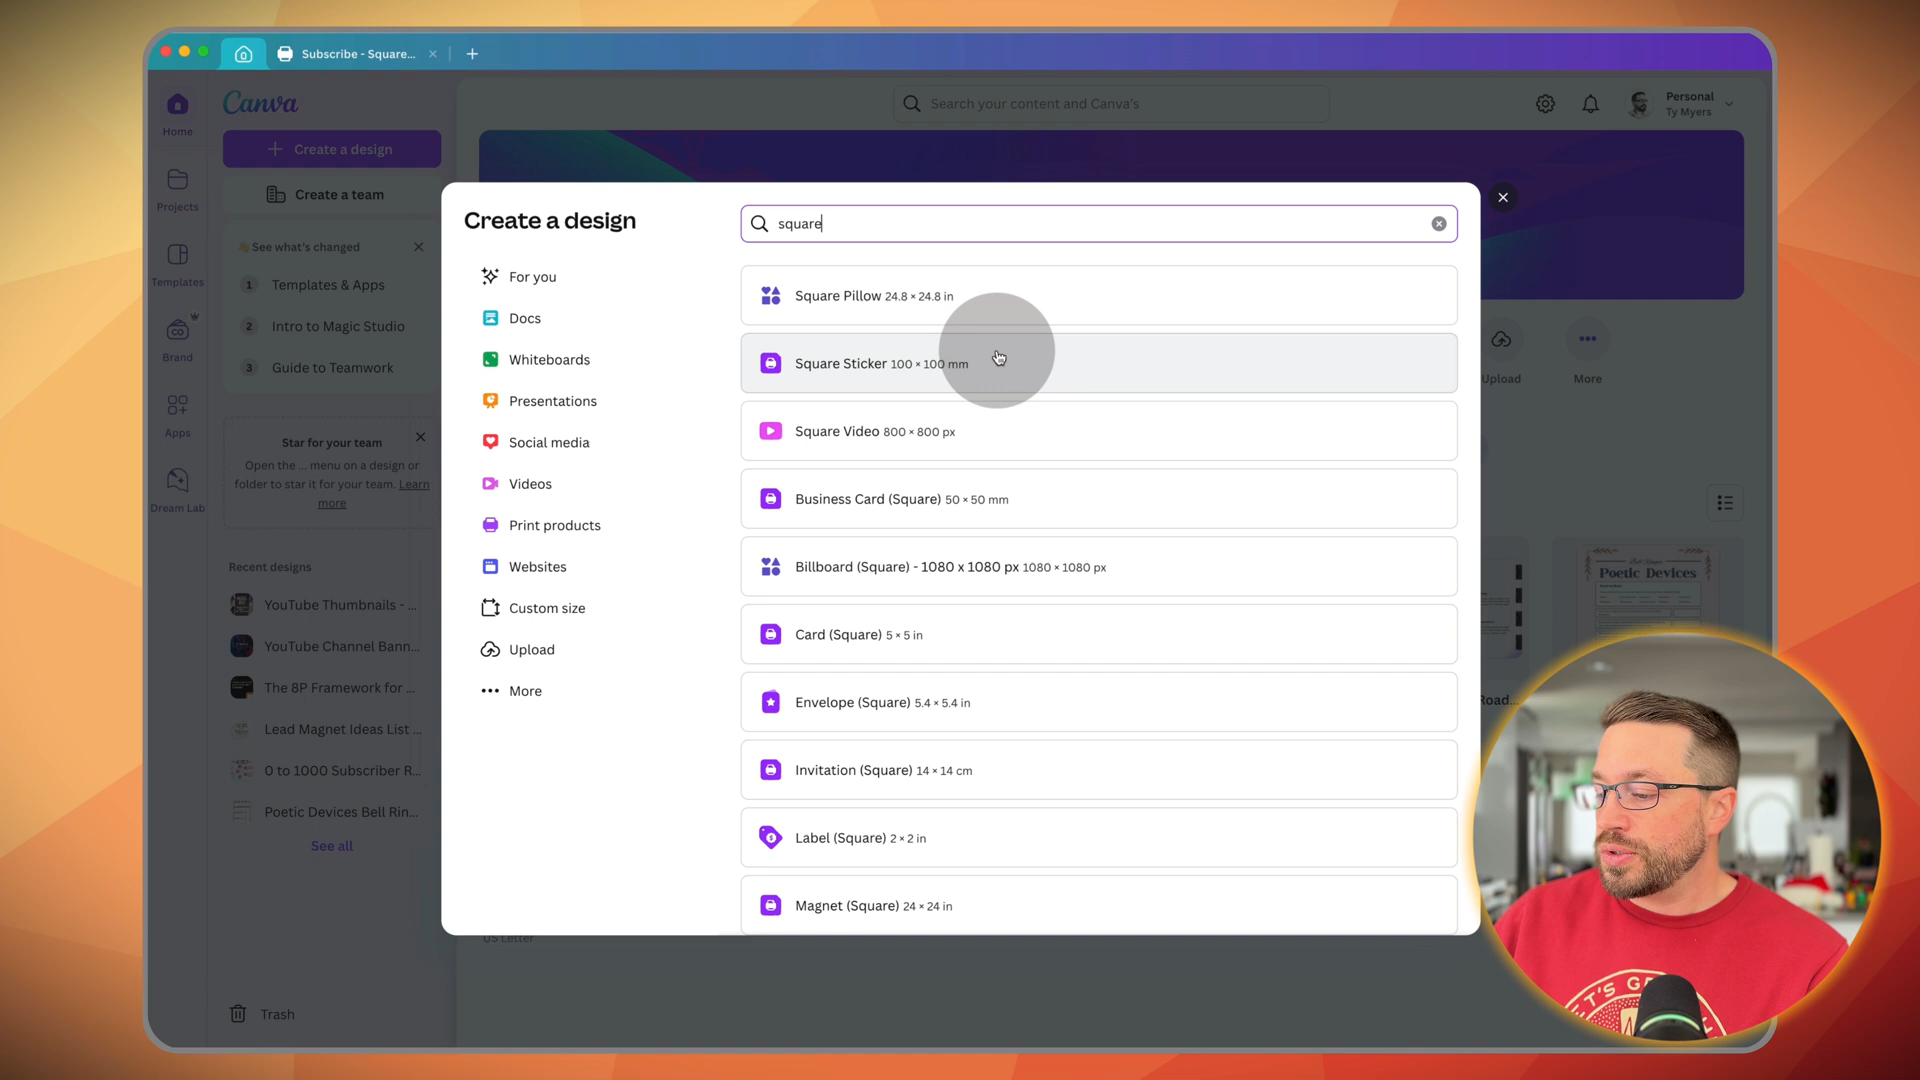 Subscribe - Square...
Canva
Search your content and Canva's
Personal
Ty Myers
Home
Create a design
Projects
Create a team
See what's changed
Templates
1 Templates & Apps
2 Intro to Magic Studio
Brand
3 Guide to Teamwork
Apps
Star for your team
Open the ... menu on a design or
folder to star it for your team. Learn
more
Dream Lab
Recent designs
YouTube Thumbnails - ...
YouTube Channel Bann...
The 8P Framework for ...
Lead Magnet Ideas List ...
0 to 1000 Subscriber R...
Poetic Devices Bell Rin...
See all
Trash
Create a design
square
For you
Docs
Whiteboards
Presentations
Social media
Videos
Print products
Websites
Custom size
Upload
More
Square Pillow 24.8 × 24.8 in
Square Sticker 100 × 100 mm
Square Video 800 × 800 px
Business Card (Square) 50 × 50 mm
Billboard (Square) - 1080 x 1080 px 1080 × 1080 px
Card (Square) 5 × 5 in
Envelope (Square) 5.4 × 5.4 in
Invitation (Square) 14 × 14 cm
Label (Square) 2 × 2 in
Magnet (Square) 24 × 24 in
Upload
More
Poetic Devices
Road...
US Letter